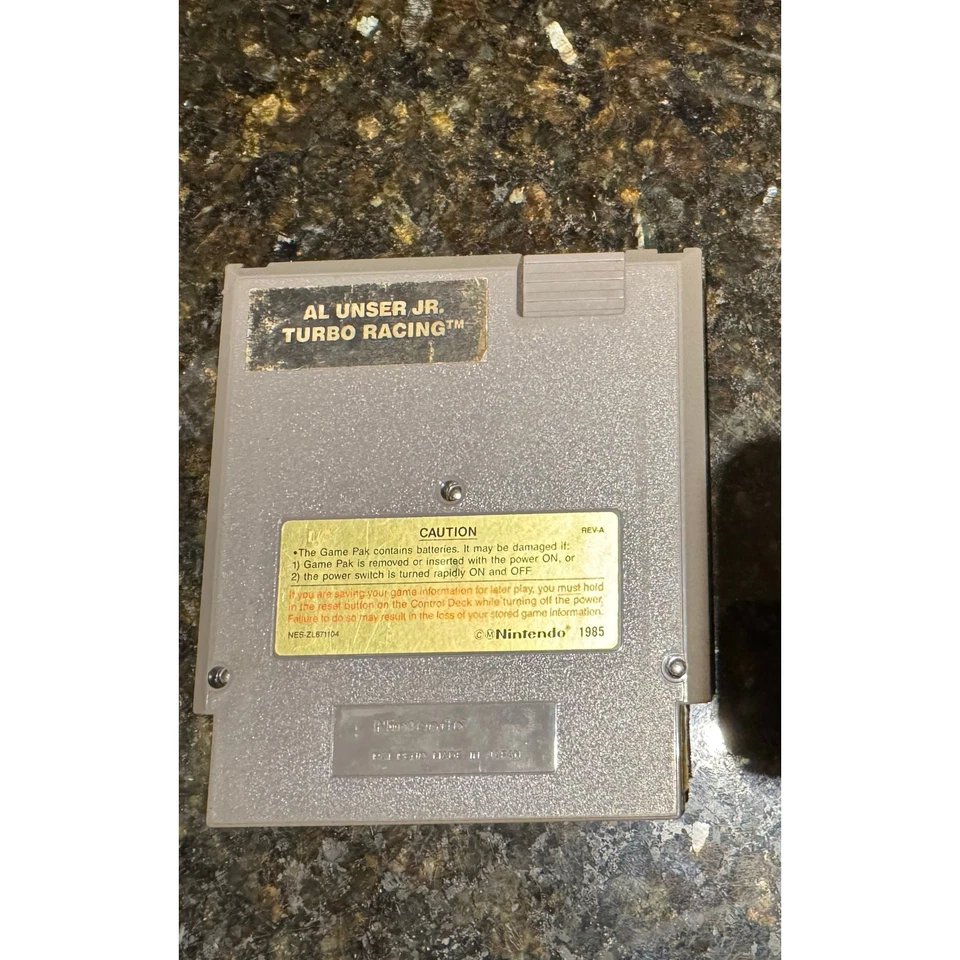 AL UNSER JR.
TURBO RACING™
CAUTION
REV-A
•The Game Pak contains batteries. It may be damaged if:
1) Game Pak is removed or inserted with the power ON, or
2) the power switch is turned rapidly ON and OFF.
If you are saving your game information for later play, you must hold
in the reset button on the Control Deck while turning off the power.
Failure to do so may result in the loss of your stored game information.
NES-ZL671104
©ⓂNintendo® 1985
Nintendo
MADE IN JAPAN